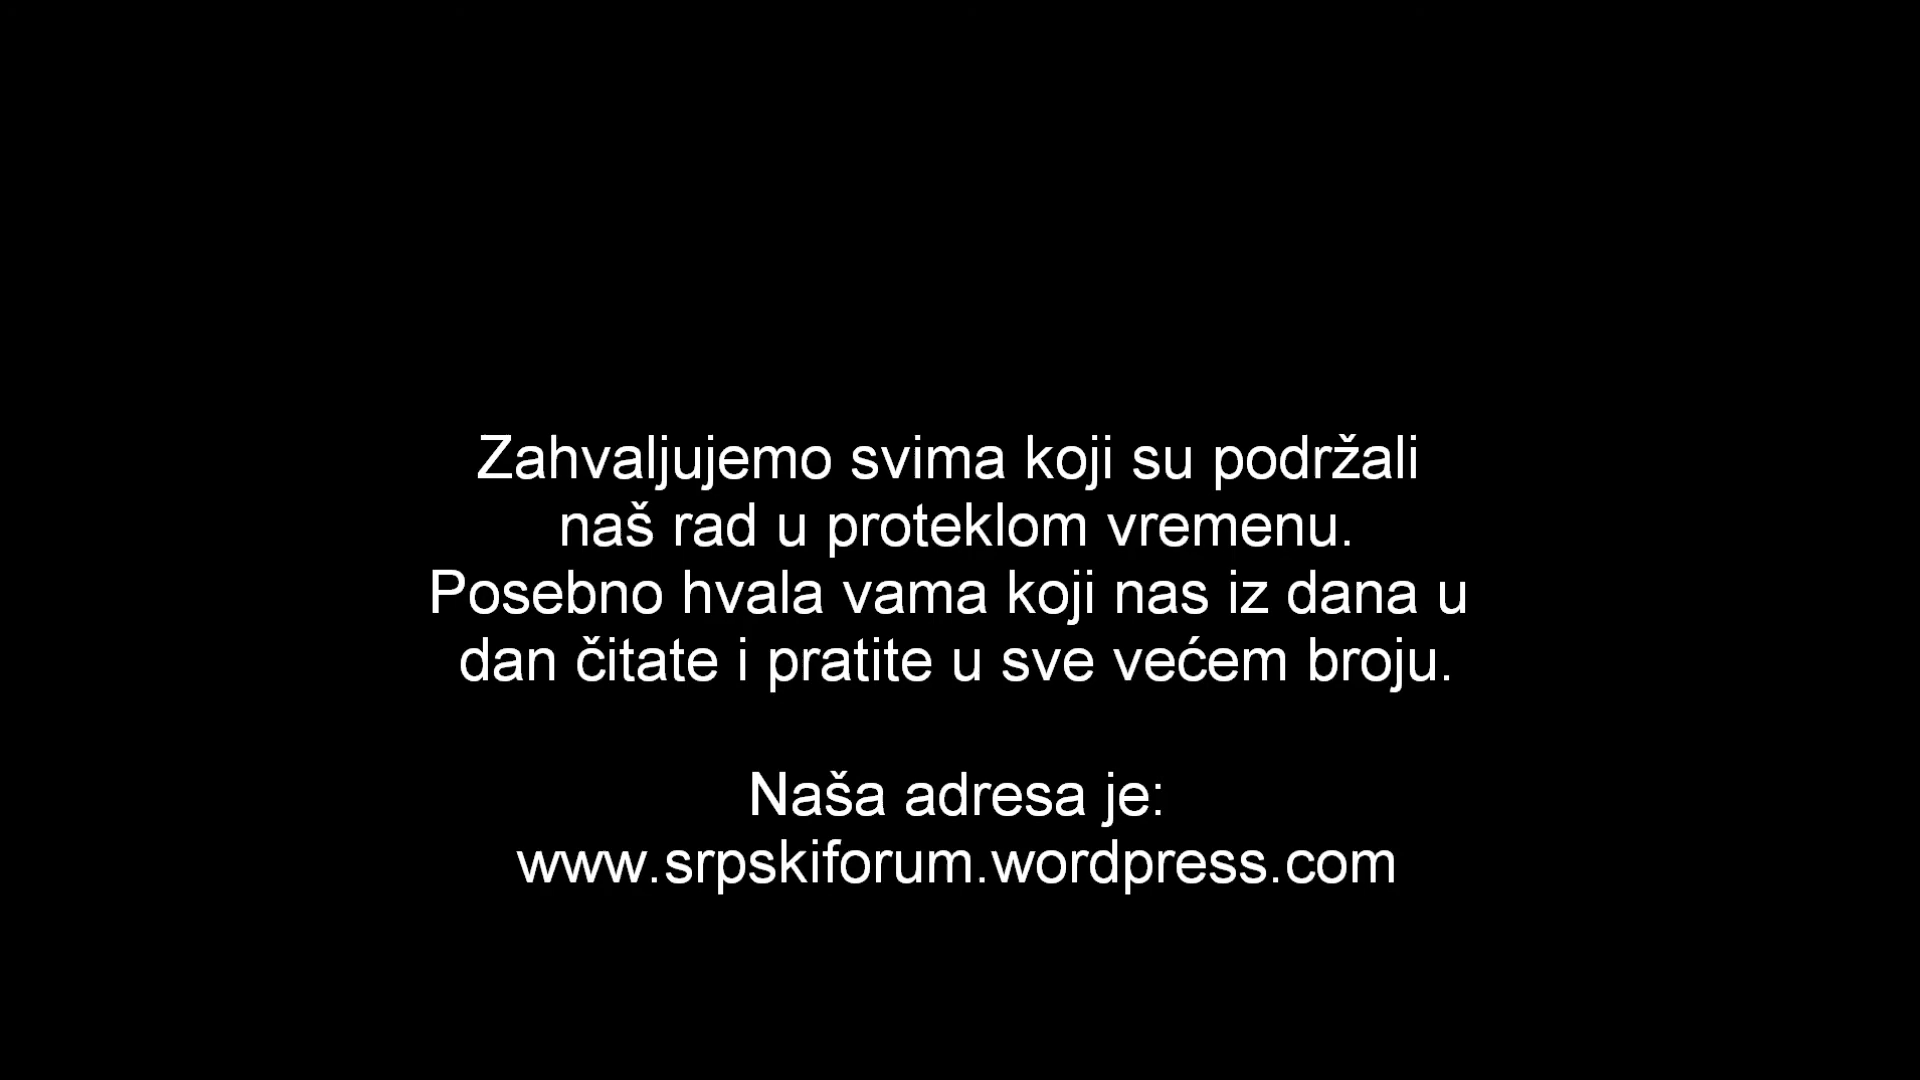 Zahvaljujemo svima koji su podržali
naš rad u proteklom vremenu.
Posebno hvala vama koji nas iz dana u
dan čitate i pratite u sve većem broju.
Naša adresa je:
www.srpskiforum.wordpress.com